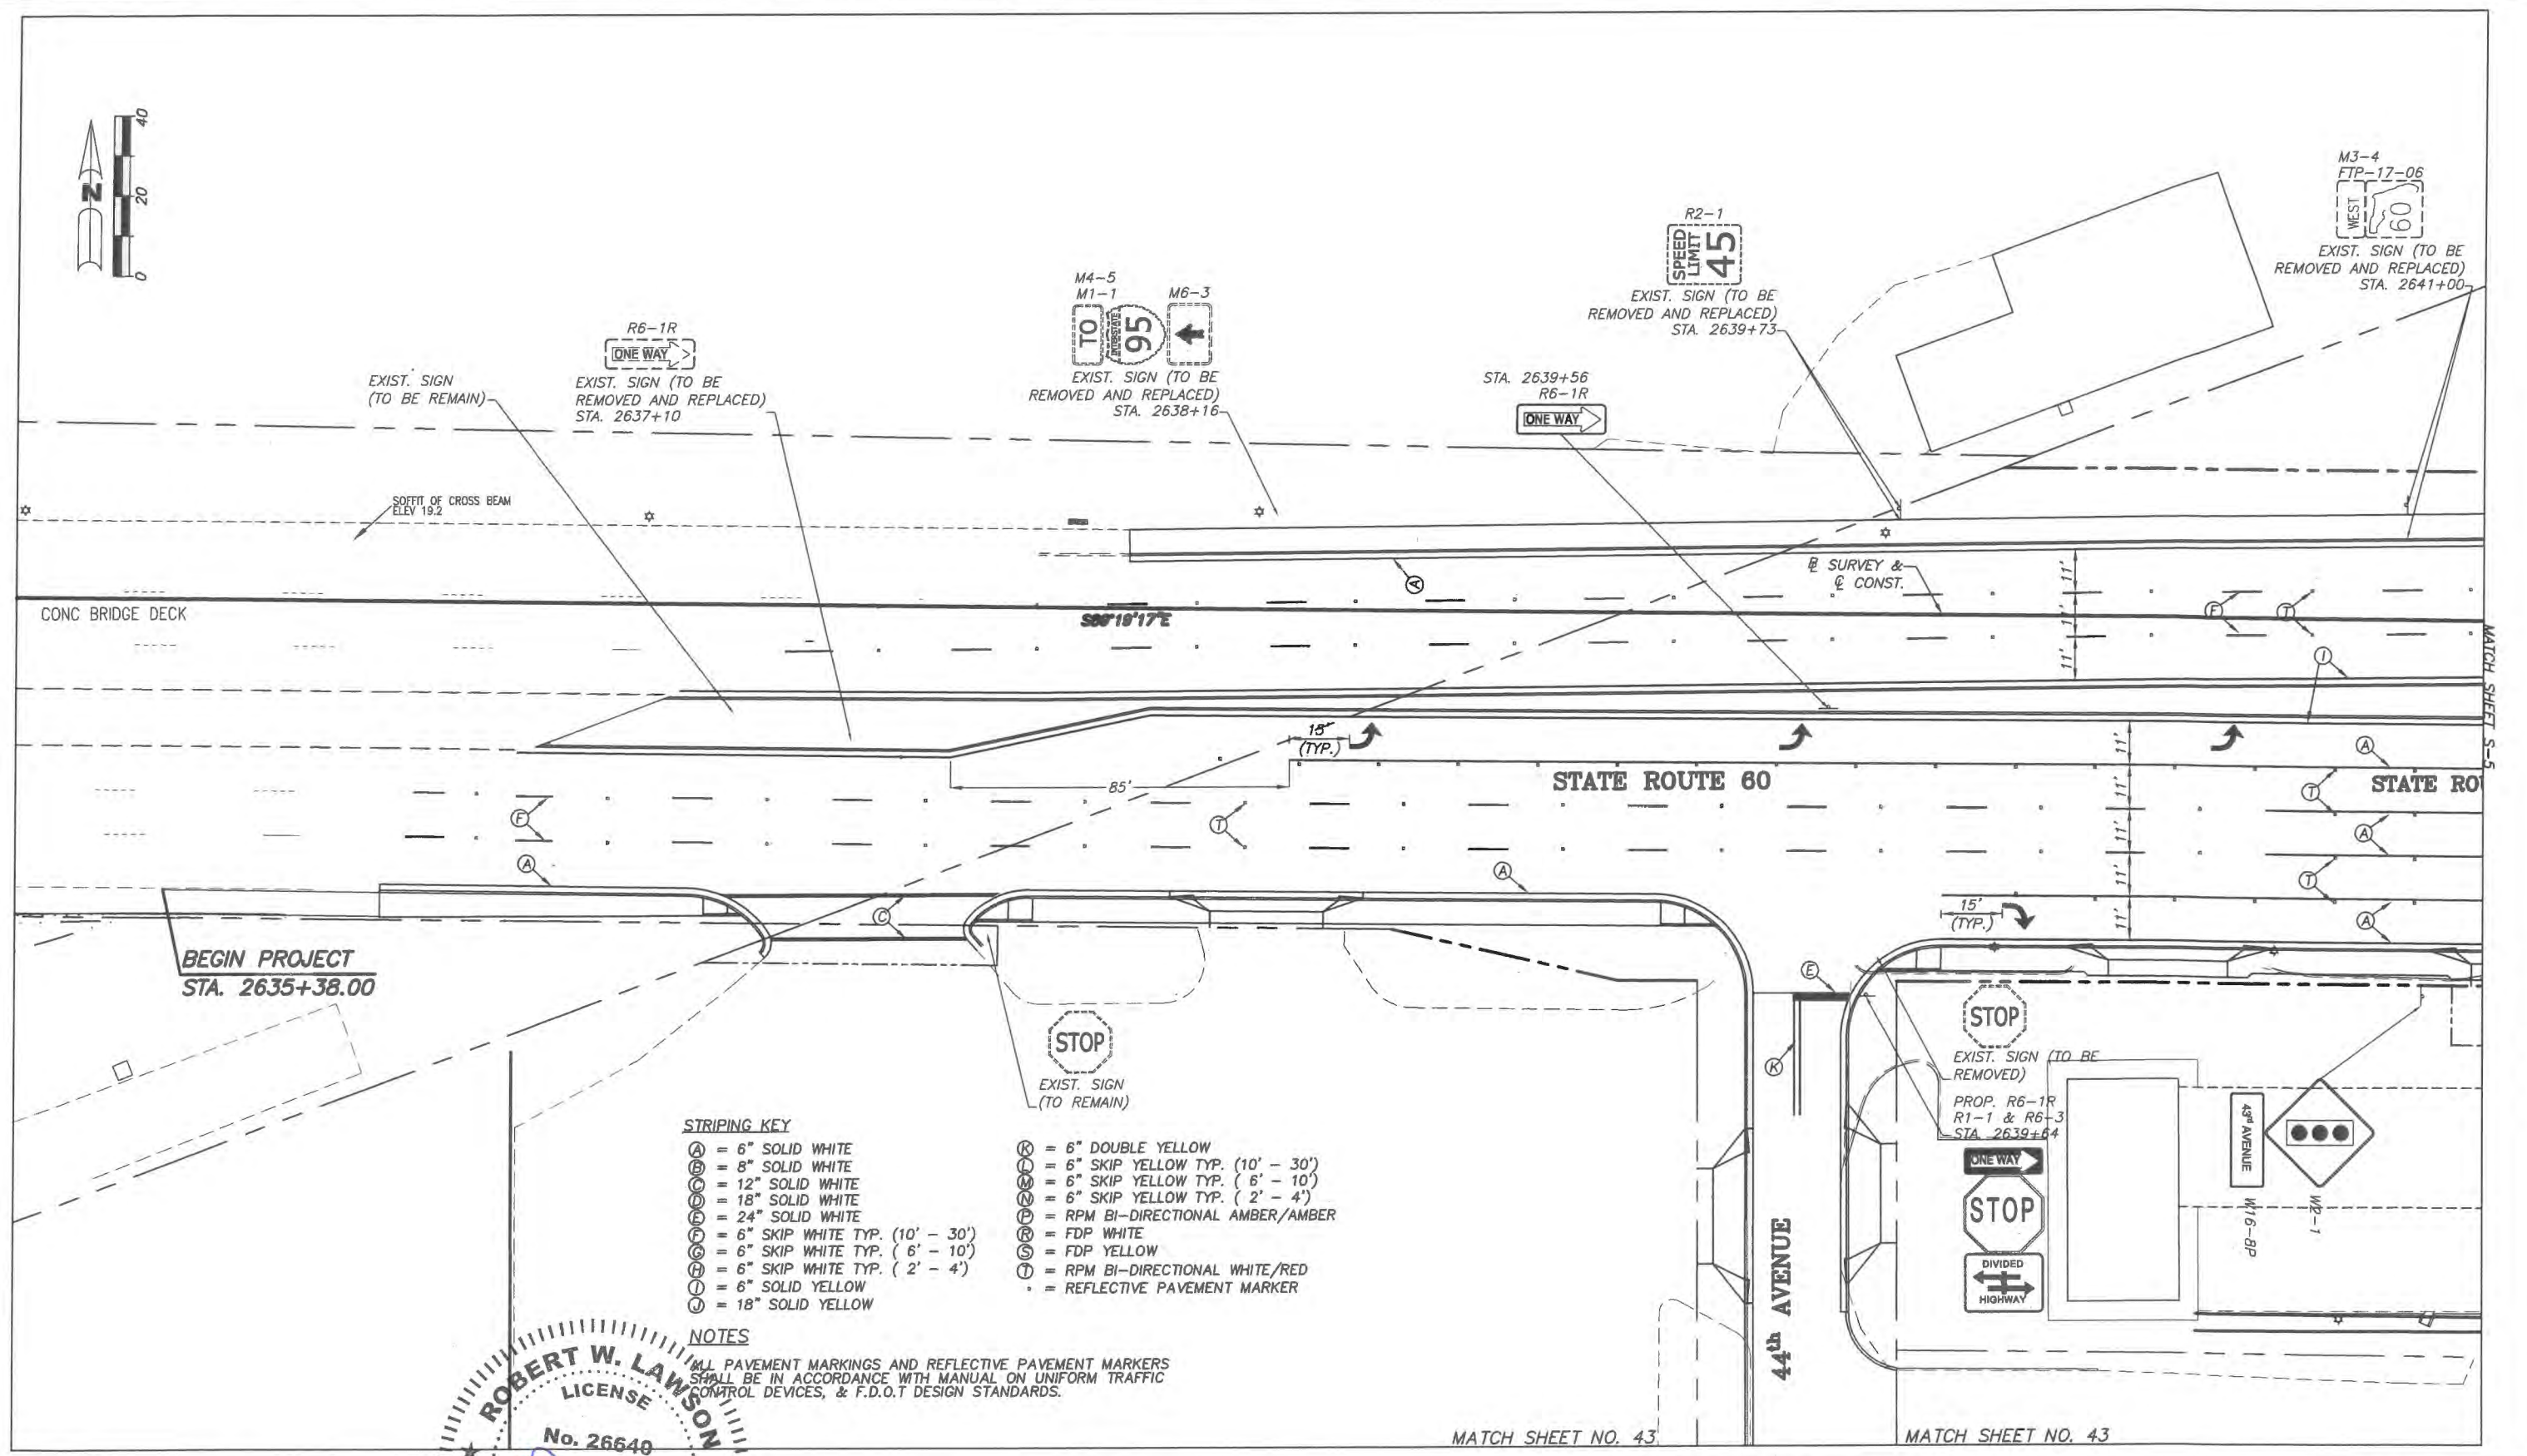 40
20
0
N
M3-4
FTP-17-06
WEST
60
EXIST. SIGN (TO BE
REMOVED AND REPLACED)
STA. 2641+00
R2-1
SPEED
LIMIT
45
EXIST. SIGN (TO BE
REMOVED AND REPLACED)
STA. 2639+73
M4-5
M1-1
M6-3
TO
INTERSTATE
95
EXIST. SIGN (TO BE
REMOVED AND REPLACED)
STA. 2638+16
R6-1R
ONE WAY
EXIST. SIGN (TO BE
REMOVED AND REPLACED)
STA. 2637+10
EXIST. SIGN
(TO BE REMAIN)
STA. 2639+56
R6-1R
ONE WAY
SOFFIT OF CROSS BEAM
ELEV 19.2
A
℄ SURVEY &
℄ CONST.
11'
11'
11'
F
T
I
CONC BRIDGE DECK
S89°19'17"E
MATCH SHEET S-5
15'
(TYP.)
85'
STATE ROUTE 60
STATE ROU
11'
11'
11'
11'
11'
A
T
A
T
A
F
T
A
A
C
15'
(TYP.)
BEGIN PROJECT
STA. 2635+38.00
E
K
STOP
EXIST. SIGN
(TO REMAIN)
STOP
EXIST. SIGN (TO BE
REMOVED)
PROP. R6-1R
R1-1 & R6-3
STA. 2639+64
ONE WAY
STOP
DIVIDED
HIGHWAY
43rd AVENUE
W16-8P
44th AVENUE
STRIPING KEY
A = 6" SOLID WHITE
B = 8" SOLID WHITE
C = 12" SOLID WHITE
D = 18" SOLID WHITE
E = 24" SOLID WHITE
F = 6" SKIP WHITE TYP. (10' - 30')
G = 6" SKIP WHITE TYP. ( 6' - 10')
H = 6" SKIP WHITE TYP. ( 2' - 4')
I = 6" SOLID YELLOW
J = 18" SOLID YELLOW
K = 6" DOUBLE YELLOW
L = 6" SKIP YELLOW TYP. (10' - 30')
M = 6" SKIP YELLOW TYP. ( 6' - 10')
N = 6" SKIP YELLOW TYP. ( 2' - 4')
P = RPM BI-DIRECTIONAL AMBER/AMBER
R = FDP WHITE
S = FDP YELLOW
T = RPM BI-DIRECTIONAL WHITE/RED
= REFLECTIVE PAVEMENT MARKER
NOTES
ALL PAVEMENT MARKINGS AND REFLECTIVE PAVEMENT MARKERS
SHALL BE IN ACCORDANCE WITH MANUAL ON UNIFORM TRAFFIC
CONTROL DEVICES, & F.D.O.T DESIGN STANDARDS.
ROBERT W. LAWSON
LICENSE
No. 26640
MATCH SHEET NO. 43
MATCH SHEET NO. 43